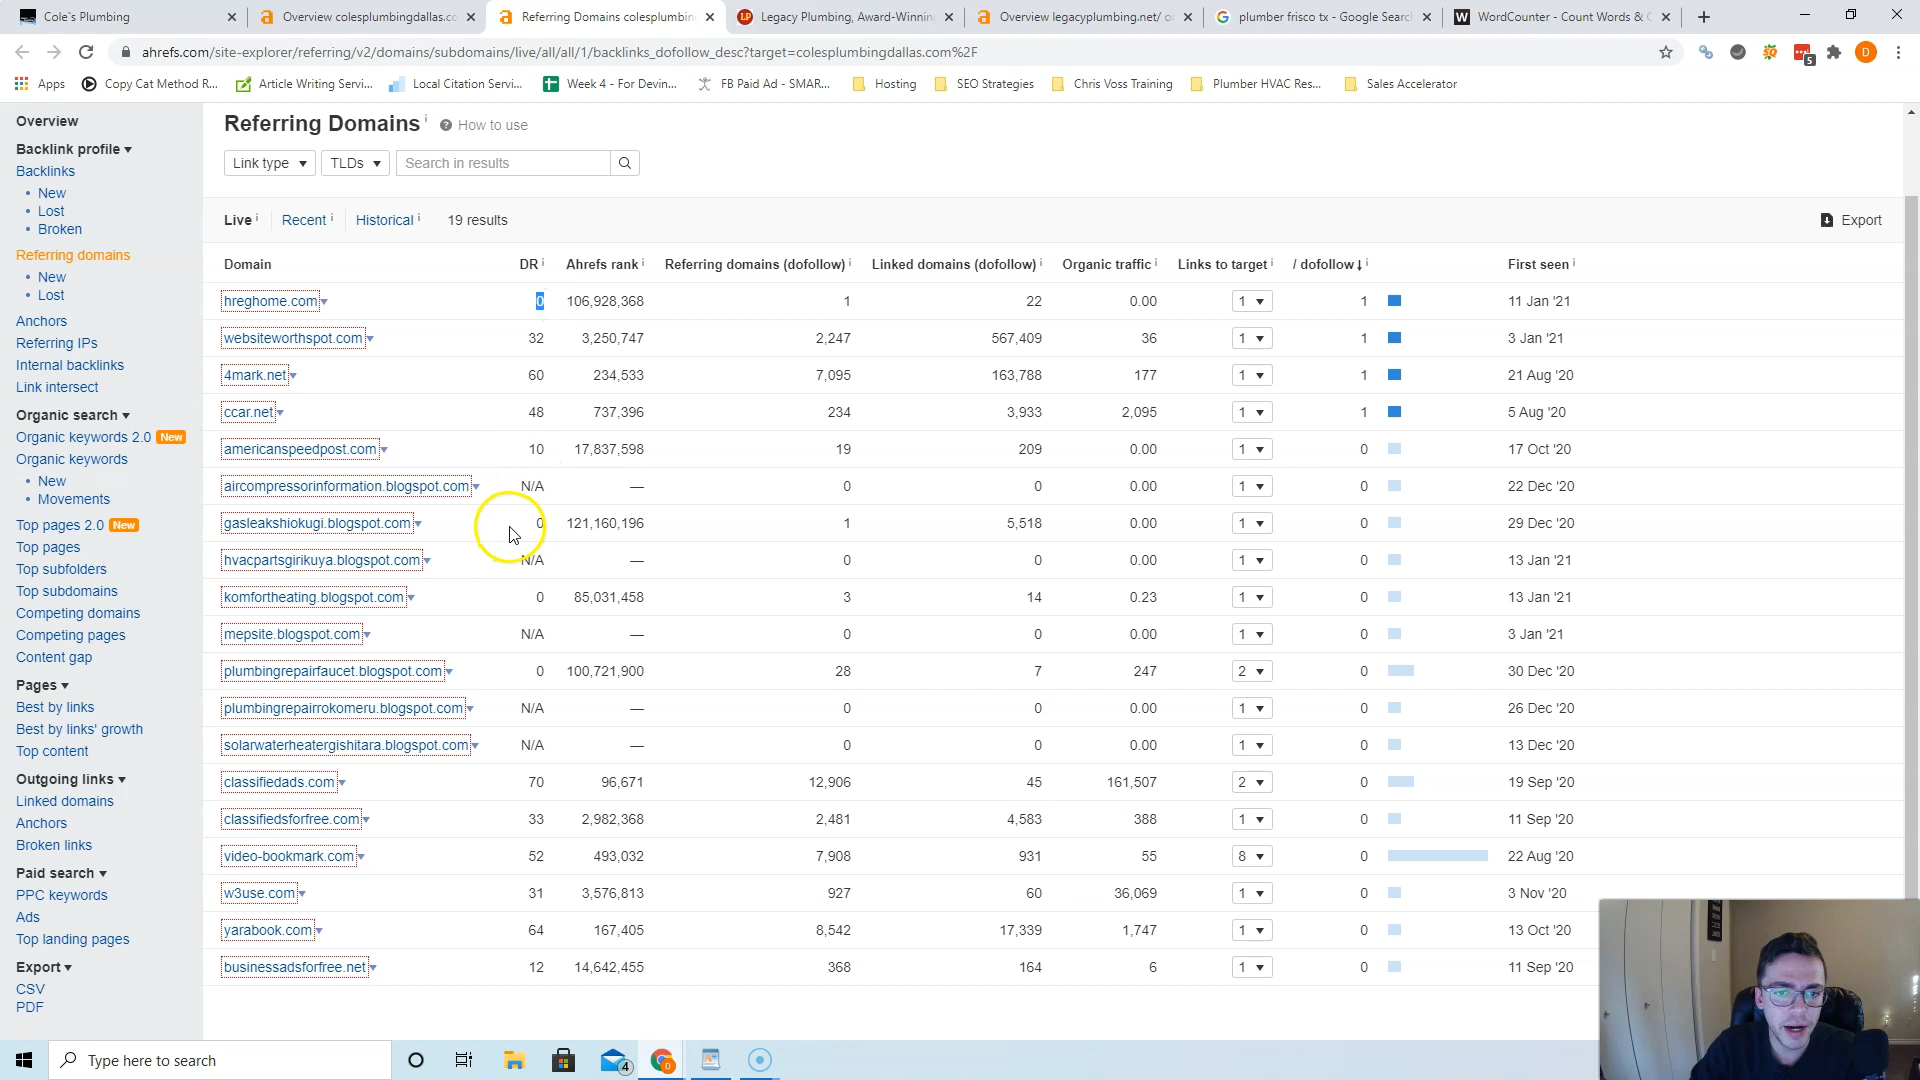 Cole's Plumbing
Overview colesplumbingdallas.co
Referring Domains colesplumbin
Legacy Plumbing, Award-Winnin
Overview legacyplumbing.net/ or
plumber frisco tx - Google Searc
WordCounter - Count Words & C
ahrefs.com/site-explorer/referring/v2/domains/subdomains/live/all/all/1/backlinks_dofollow_desc?target=colesplumbingdallas.com%2F
5
D
Apps
Copy Cat Method R...
Article Writing Servi...
Local Citation Servi...
Week 4 - For Devin...
FB Paid Ad - SMAR...
Hosting
SEO Strategies
Chris Voss Training
Plumber HVAC Res...
Sales Accelerator
Overview
Backlink profile
Backlinks
New
Lost
Broken
Referring domains
New
Lost
Anchors
Referring IPs
Internal backlinks
Link intersect
Organic search
Organic keywords 2.0 New
Organic keywords
New
Movements
Top pages 2.0 New
Top pages
Top subfolders
Top subdomains
Competing domains
Competing pages
Content gap
Pages
Best by links
Best by links' growth
Top content
Outgoing links
Linked domains
Anchors
Broken links
Paid search
PPC keywords
Ads
Top landing pages
Export
CSV
PDF
Referring Domains How to use
Link type TLDs Search in results
Live Recent Historical 19 results Export
Domain DR Ahrefs rank Referring domains (dofollow) Linked domains (dofollow) Organic traffic Links to target / dofollow First seen
hreghome.com 0 106,928,368 1 22 0.00 1 1 11 Jan '21
websiteworthspot.com 32 3,250,747 2,247 567,409 36 1 1 3 Jan '21
4mark.net 60 234,533 7,095 163,788 177 1 1 21 Aug '20
ccar.net 48 737,396 234 3,933 2,095 1 1 5 Aug '20
americanspeedpost.com 10 17,837,598 19 209 0.00 1 0 17 Oct '20
aircompressorinformation.blogspot.com N/A — 0 0 0.00 1 0 22 Dec '20
gasleakshiokugi.blogspot.com 0 121,160,196 1 5,518 0.00 1 0 29 Dec '20
hvacpartsgirikuya.blogspot.com N/A — 0 0 0.00 1 0 13 Jan '21
komfortheating.blogspot.com 0 85,031,458 3 14 0.23 1 0 13 Jan '21
mepsite.blogspot.com N/A — 0 0 0.00 1 0 3 Jan '21
plumbingrepairfaucet.blogspot.com 0 100,721,900 28 7 247 2 0 30 Dec '20
plumbingrepairrokomeru.blogspot.com N/A — 0 0 0.00 1 0 26 Dec '20
solarwaterheatergishitara.blogspot.com N/A — 0 0 0.00 1 0 13 Dec '20
classifiedads.com 70 96,671 12,906 45 161,507 2 0 19 Sep '20
classifiedsforfree.com 33 2,982,368 2,481 4,583 388 1 0 11 Sep '20
video-bookmark.com 52 493,032 7,908 931 55 8 0 22 Aug '20
w3use.com 31 3,576,813 927 60 36,069 1 0 3 Nov '20
yarabook.com 64 167,405 8,542 17,339 1,747 1 0 13 Oct '20
businessadsforfree.net 12 14,642,455 368 164 6 1 0 11 Sep '20
Type here to search
4